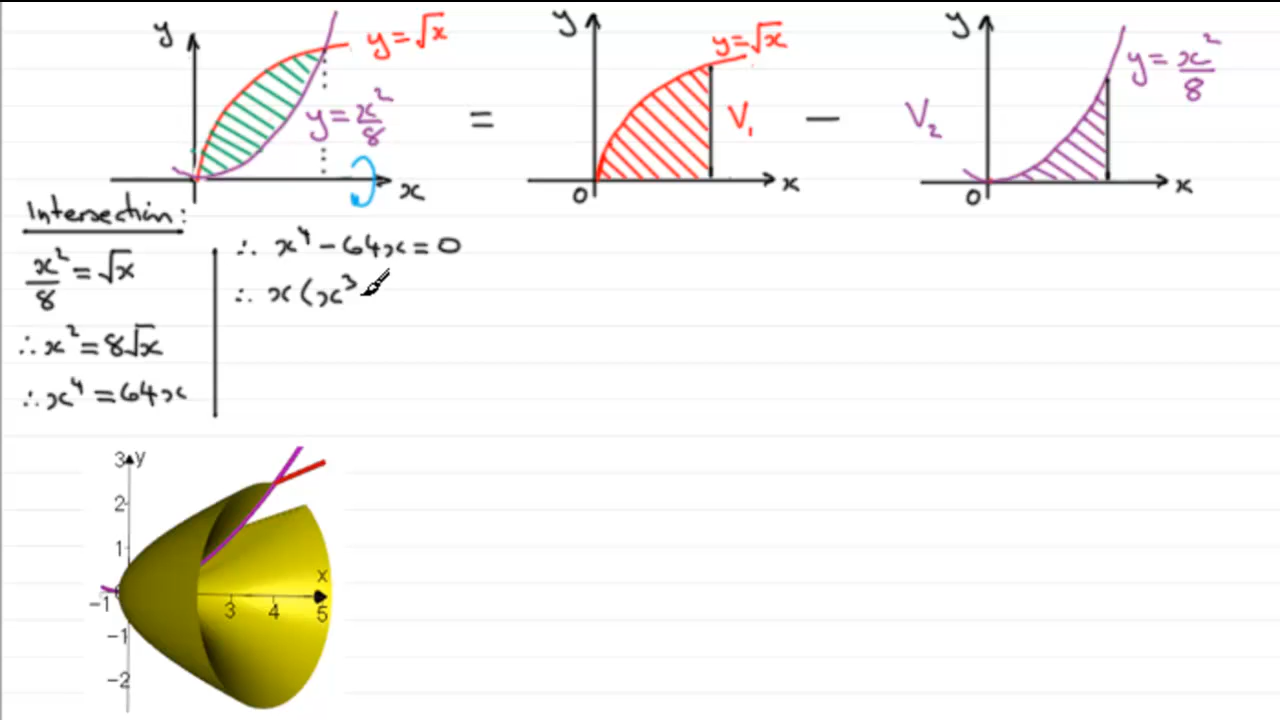 y
y = √x
y = x²/8
x
=
y
y = √x
V₁
0
x
−
V₂
y
y = x²/8
0
x
Intersection:
x²/8 = √x
∴ x² = 8√x
∴ x⁴ = 64x
∴ x⁴ − 64x = 0
∴ x(x³
3 y
2
1
x
−1 3 4 5
−1
−2